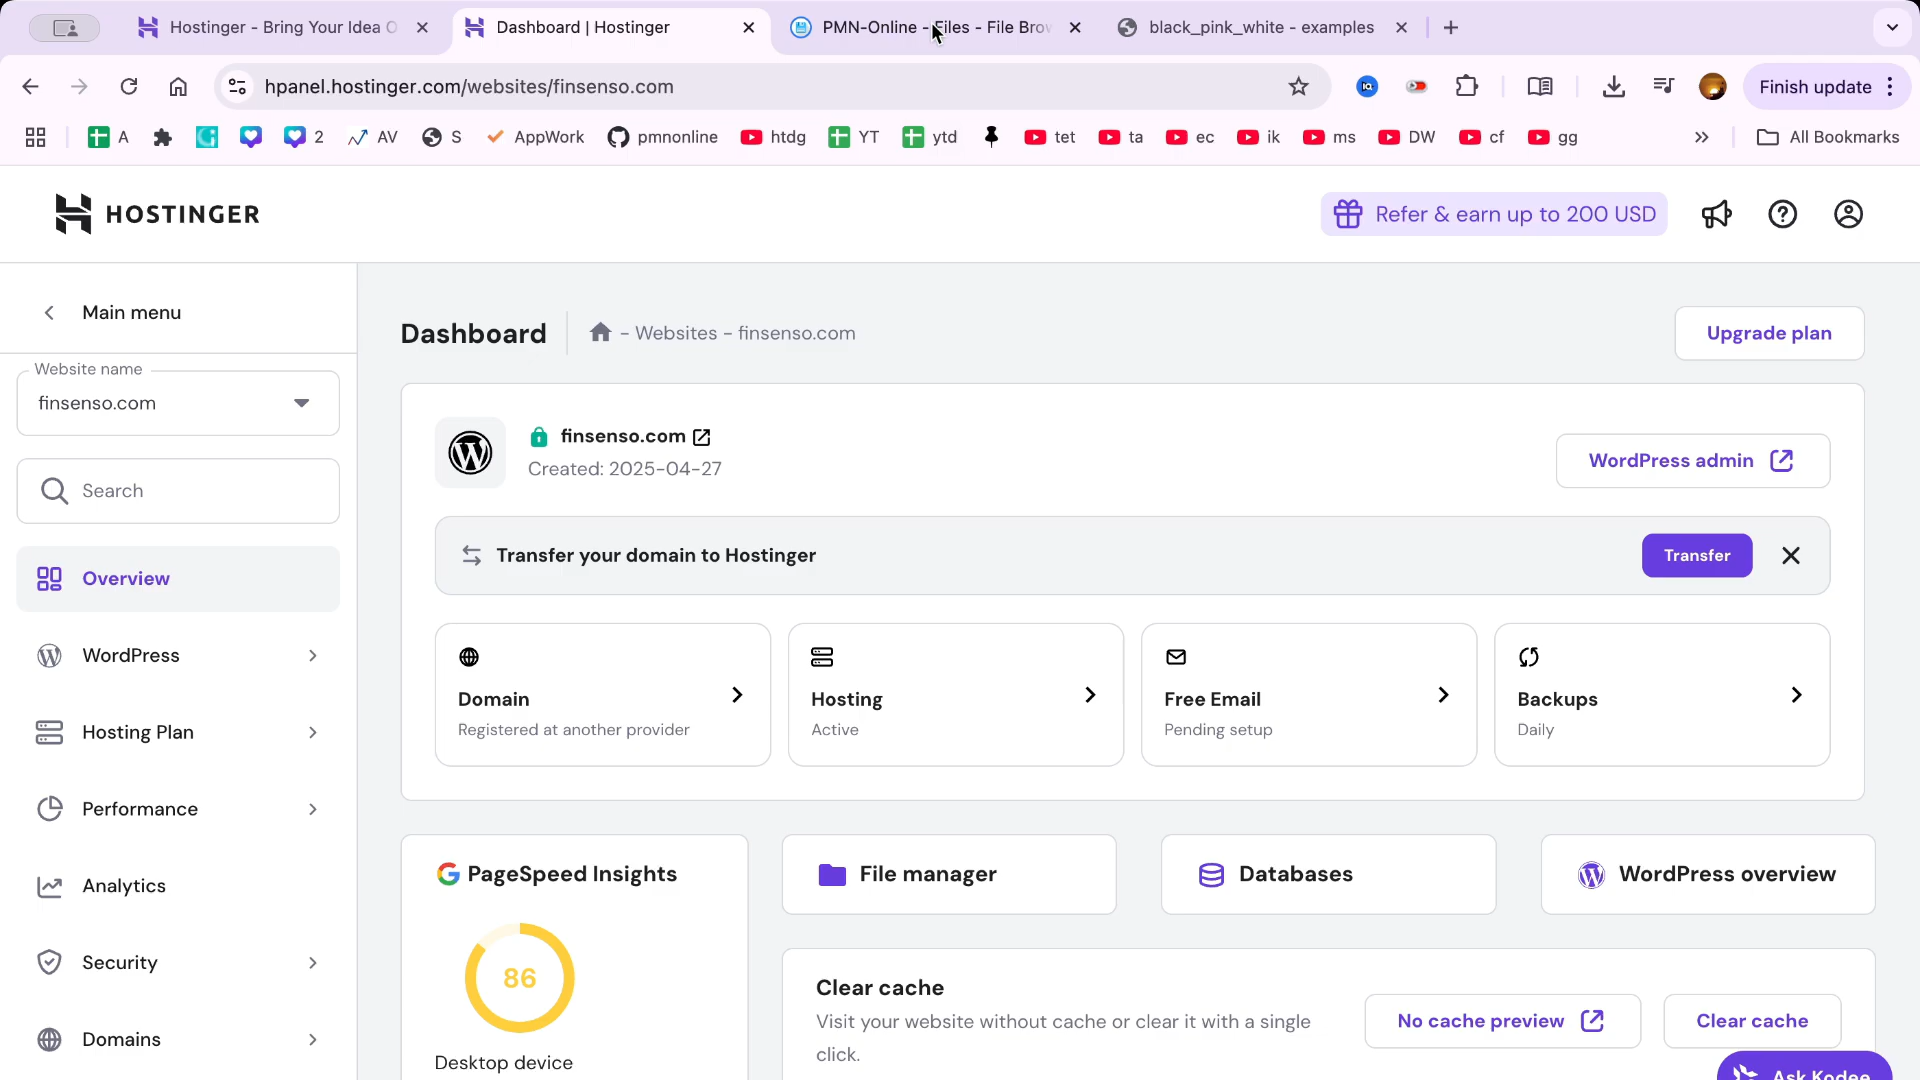 Hostinger - Bring Your Idea O
Dashboard | Hostinger
PMN-Online - Files - File Brow
black_pink_white - examples
hpanel.hostinger.com/websites/finsenso.com
Finish update
A
2
AV
S
AppWork
pmnonline
htdg
YT
ytd
tet
ta
ec
ik
ms
DW
cf
gg
All Bookmarks
HOSTINGER
Refer & earn up to 200 USD
Main menu
Website name
finsenso.com
Search
Overview
WordPress
Hosting Plan
Performance
Analytics
Security
Domains
Dashboard
- Websites - finsenso.com
Upgrade plan
finsenso.com
Created: 2025-04-27
WordPress admin
Transfer your domain to Hostinger
Transfer
Domain
Registered at another provider
Hosting
Active
Free Email
Pending setup
Backups
Daily
PageSpeed Insights
86
Desktop device
File manager
Databases
WordPress overview
Clear cache
Visit your website without cache or clear it with a single
click.
No cache preview
Clear cache
Ask Kodee